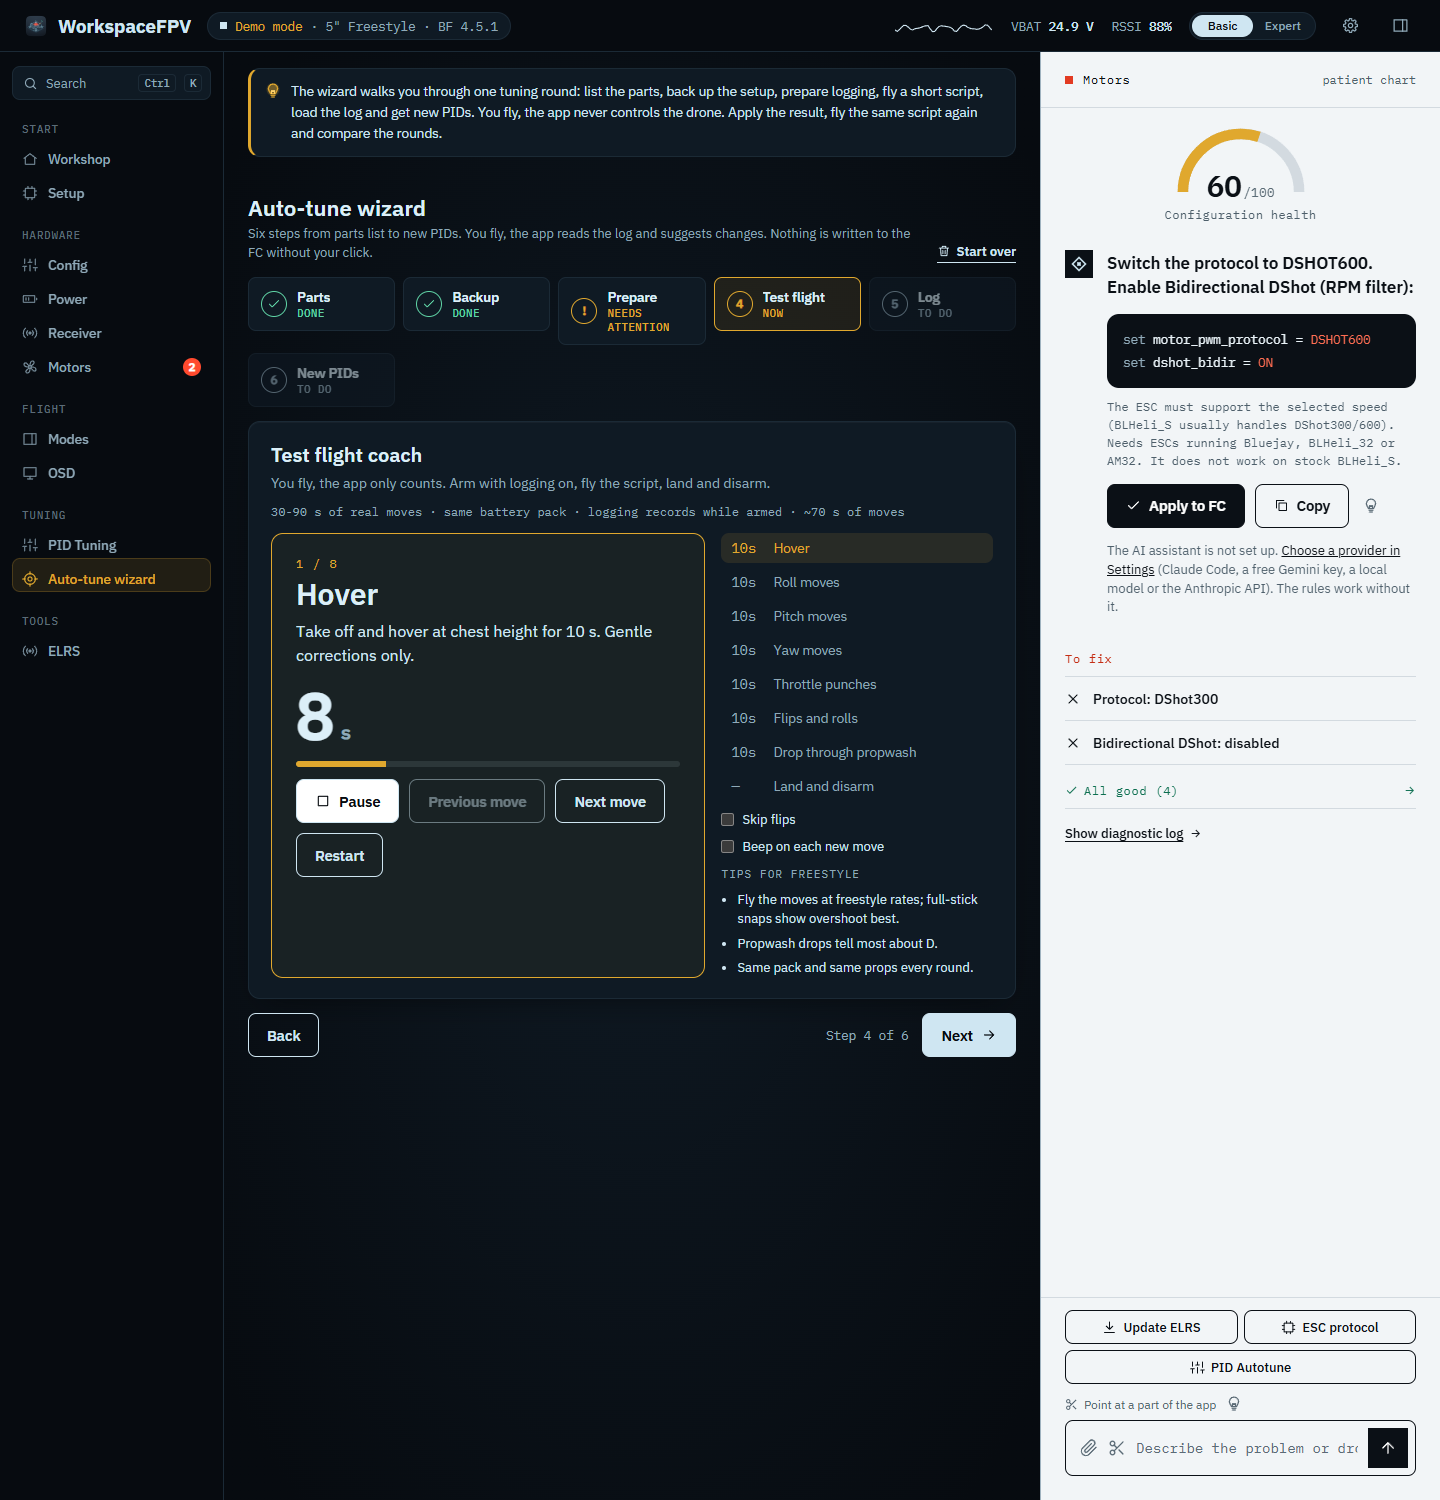 WorkspaceFPV
Demo mode · 5" Freestyle · BF 4.5.1
VBAT 24.9 V
RSSI 88%
Basic
Expert
Search
Ctrl
K
START
Workshop
Setup
HARDWARE
Config
Power
Receiver
Motors
2
FLIGHT
Modes
OSD
TUNING
PID Tuning
Auto-tune wizard
TOOLS
ELRS
The wizard walks you through one tuning round: list the parts, back up the setup, prepare logging, fly a short script,
load the log and get new PIDs. You fly, the app never controls the drone. Apply the result, fly the same script again
and compare the rounds.
Auto-tune wizard
Six steps from parts list to new PIDs. You fly, the app reads the log and suggests changes. Nothing is written to the
FC without your click.
Start over
Parts
DONE
Backup
DONE
!
Prepare
NEEDS
ATTENTION
4
Test flight
NOW
5
Log
TO DO
6
New PIDs
TO DO
Test flight coach
You fly, the app only counts. Arm with logging on, fly the script, land and disarm.
30-90 s of real moves · same battery pack · logging records while armed · ~70 s of moves
1 / 8
Hover
Take off and hover at chest height for 10 s. Gentle
corrections only.
8 s
Pause
Previous move
Next move
Restart
10s Hover
10s Roll moves
10s Pitch moves
10s Yaw moves
10s Throttle punches
10s Flips and rolls
10s Drop through propwash
— Land and disarm
Skip flips
Beep on each new move
TIPS FOR FREESTYLE
• Fly the moves at freestyle rates; full-stick
snaps show overshoot best.
• Propwash drops tell most about D.
• Same pack and same props every round.
Back
Step 4 of 6
Next →
Motors
patient chart
60 /100
Configuration health
Switch the protocol to DSHOT600.
Enable Bidirectional DShot (RPM filter):
set motor_pwm_protocol = DSHOT600
set dshot_bidir = ON
The ESC must support the selected speed
(BLHeli_S usually handles DShot300/600).
Needs ESCs running Bluejay, BLHeli_32 or
AM32. It does not work on stock BLHeli_S.
Apply to FC
Copy
The AI assistant is not set up. Choose a provider in
Settings (Claude Code, a free Gemini key, a local
model or the Anthropic API). The rules work without
it.
To fix
Protocol: DShot300
Bidirectional DShot: disabled
All good (4) →
Show diagnostic log →
Update ELRS
ESC protocol
PID Autotune
Point at a part of the app
Describe the problem or dro